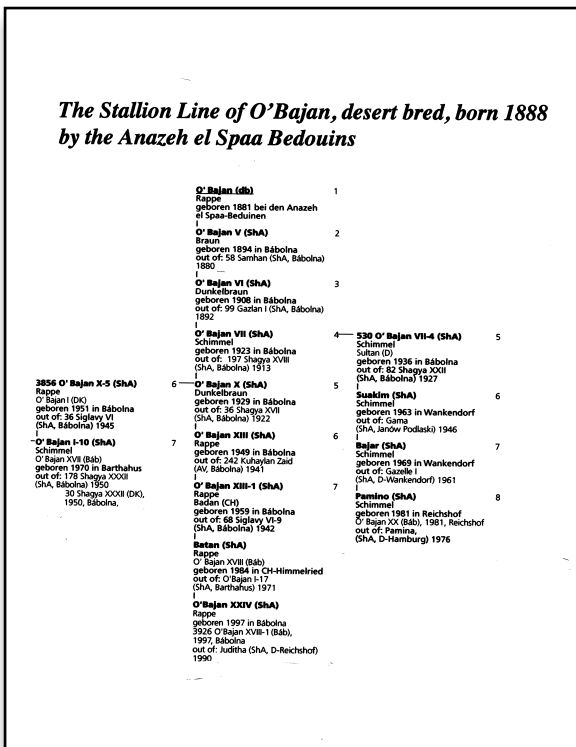 The Stallion Line of O'Bajan, desert bred, born 1888
by the Anazeh el Spaa Bedouins
O' Bajan (db) 1
Rappe
geboren 1881 bei den Anazeh
el Spaa-Beduinen
O' Bajan V (ShA) 2
Braun
geboren 1894 in Bábolna
out of: 58 Samhan (ShA, Bábolna)
1880
O' Bajan VI (ShA) 3
Dunkelbraun
geboren 1908 in Bábolna
out of: 99 Gazlan I (ShA, Bábolna)
1892
O' Bajan VII (ShA) 4
Schimmel
geboren 1923 in Bábolna
out of: 197 Shagya XVIII
(ShA, Bábolna) 1913
O' Bajan X (ShA) 5
Dunkelbraun
geboren 1929 in Bábolna
out of: 36 Shagya XVII
(ShA, Bábolna) 1922
O' Bajan XIII (ShA) 6
Rappe
geboren 1949 in Bábolna
out of: 242 Kuhaylan Zaid
(AV, Bábolna) 1941
O' Bajan XIII-1 (ShA) 7
Rappe
Badan (CH)
geboren 1959 in Bábolna
out of: 68 Siglavy VI-9
(ShA, Bábolna) 1942
Batan (ShA)
Rappe
O' Bajan XVIII (Báb)
geboren 1984 in CH-Himmelried
out of: O'Bajan I-17
(ShA, Barthahus) 1971
O'Bajan XXIV (ShA)
Rappe
geboren 1997 in Bábolna
3926 O'Bajan XVIII-1 (Báb),
1997, Bábolna
out of: Juditha (ShA, D-Reichshof)
1990
3856 O' Bajan X-5 (ShA) 6
Rappe
O' Bajan I (DK)
geboren 1951 in Bábolna
out of: 36 Siglavy VI
(ShA, Bábolna) 1945
O' Bajan I-10 (ShA) 7
Schimmel
O' Bajan XVII (Báb)
geboren 1970 in Barthahus
out of: 178 Shagya XXXII
(ShA, Bábolna) 1950
30 Shagya XXXII (DK),
1950, Bábolna,
530 O' Bajan VII-4 (ShA) 5
Schimmel
Sultan (D)
geboren 1936 in Bábolna
out of: 82 Shagya XXII
(ShA, Bábolna) 1927
Suakim (ShA) 6
Schimmel
geboren 1963 in Wankendorf
out of: Gama
(ShA, Janów Podlaski) 1946
Bajar (ShA) 7
Schimmel
geboren 1969 in Wankendorf
out of: Gazelle I
(ShA, D-Wankendorf) 1961
Pamino (ShA) 8
Schimmel
geboren 1981 in Reichshof
O' Bajan XX (Báb), 1981, Reichshof
out of: Pamina,
(ShA, D-Hamburg) 1976